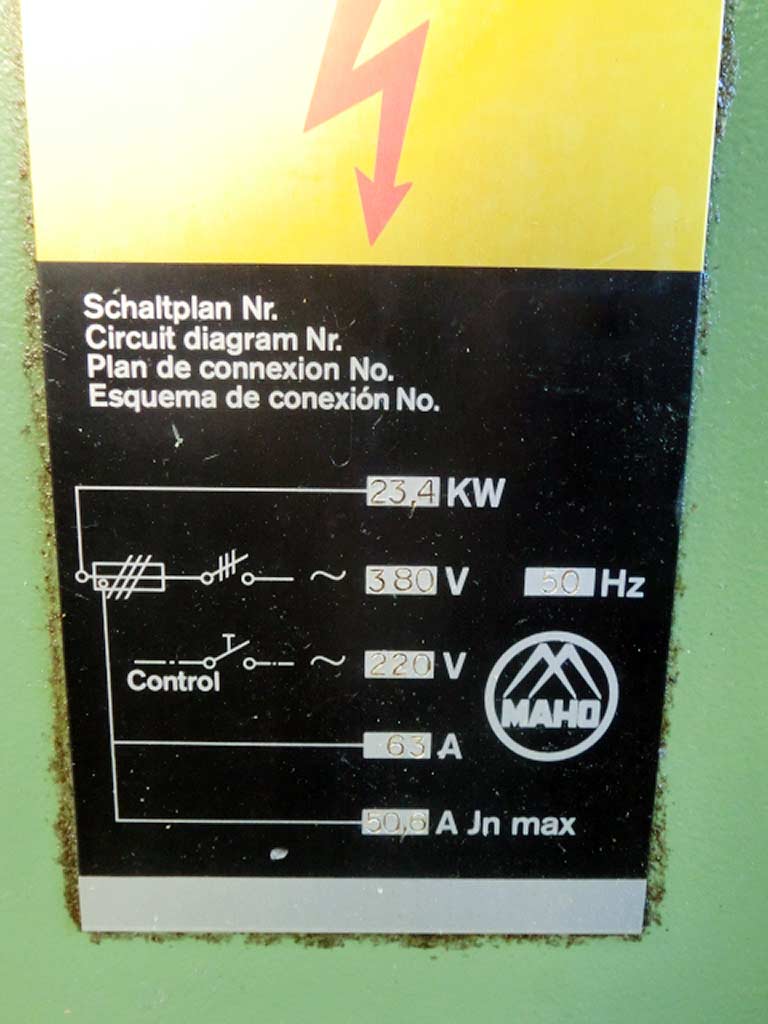 Schaltplan Nr.
Circuit diagram Nr.
Plan de connexion No.
Esquema de conexión No.
23,4 KW
~ 380 V 50 Hz
~ 220 V
Control
MAHO
63 A
50,6 A Jn max